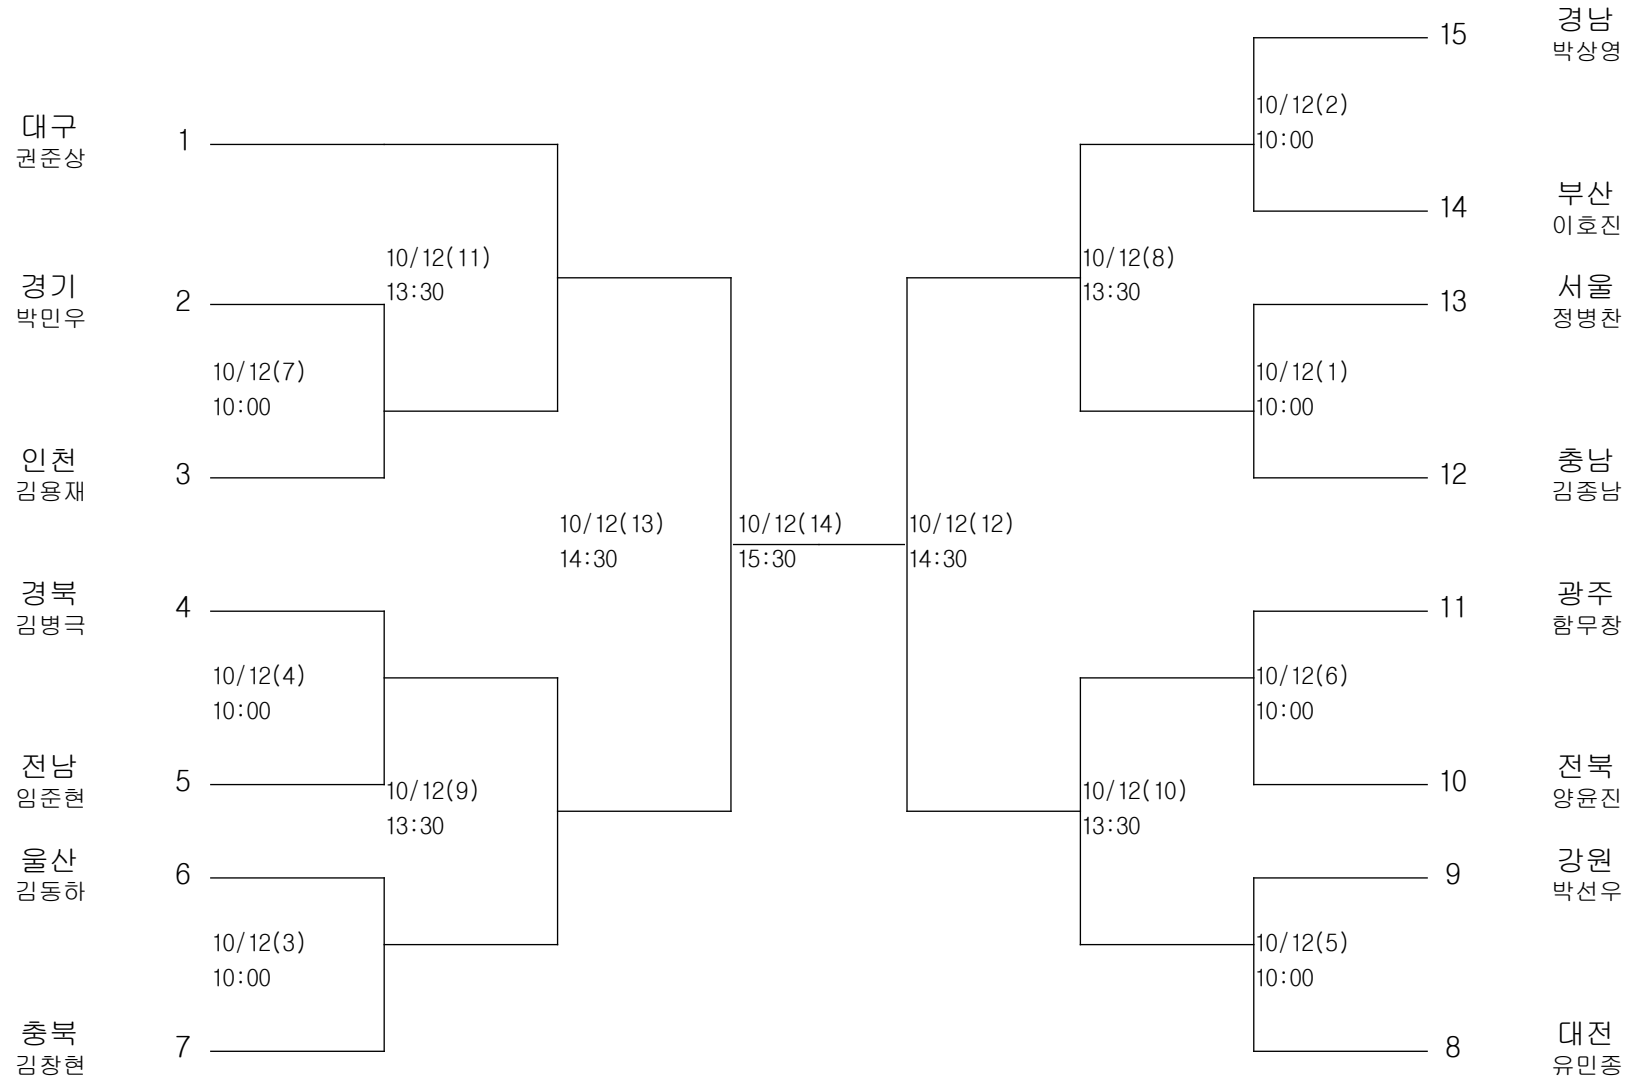 대구
권준상
1
경기
박민우
2
인천
김용재
3
경북
김병극
4
전남
임준현
5
울산
김동하
6
충북
김창현
7
10/12(7)
10:00
10/12(4)
10:00
10/12(3)
10:00
10/12(11)
13:30
10/12(9)
13:30
10/12(13)
14:30
10/12(14)
15:30
10/12(12)
14:30
10/12(8)
13:30
10/12(10)
13:30
10/12(2)
10:00
10/12(1)
10:00
10/12(6)
10:00
10/12(5)
10:00
15
경남
박상영
14
부산
이호진
13
서울
정병찬
12
충남
김종남
11
광주
함무창
10
전북
양윤진
9
강원
박선우
8
대전
유민종